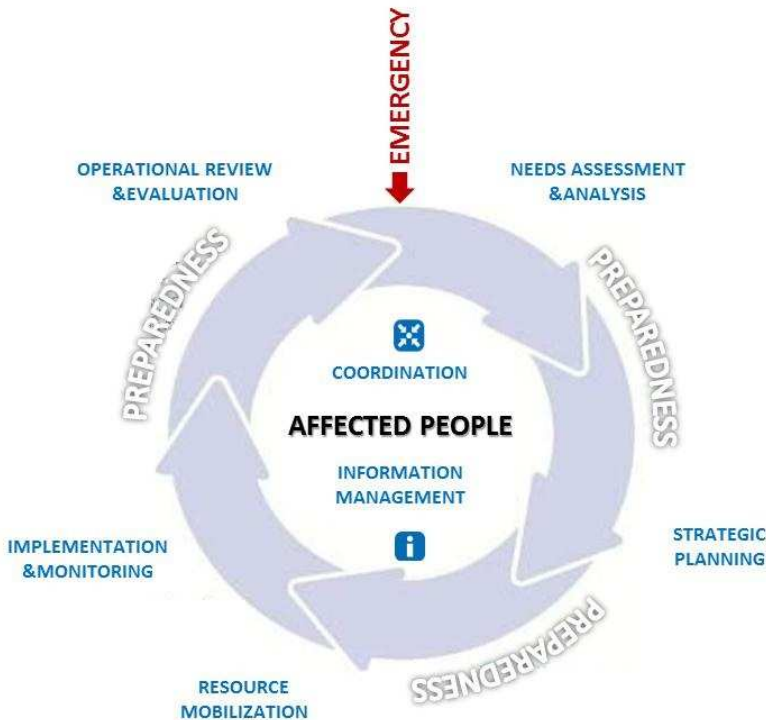 EMERGENCY
OPERATIONAL REVIEW
&EVALUATION
NEEDS ASSESSMENT
&ANALYSIS
PREPAREDNESS
PREPAREDNESS
COORDINATION
AFFECTED PEOPLE
INFORMATION
MANAGEMENT
i
STRATEGIC
PLANNING
IMPLEMENTATION
&MONITORING
PREPAREDNESS
RESOURCE
MOBILIZATION